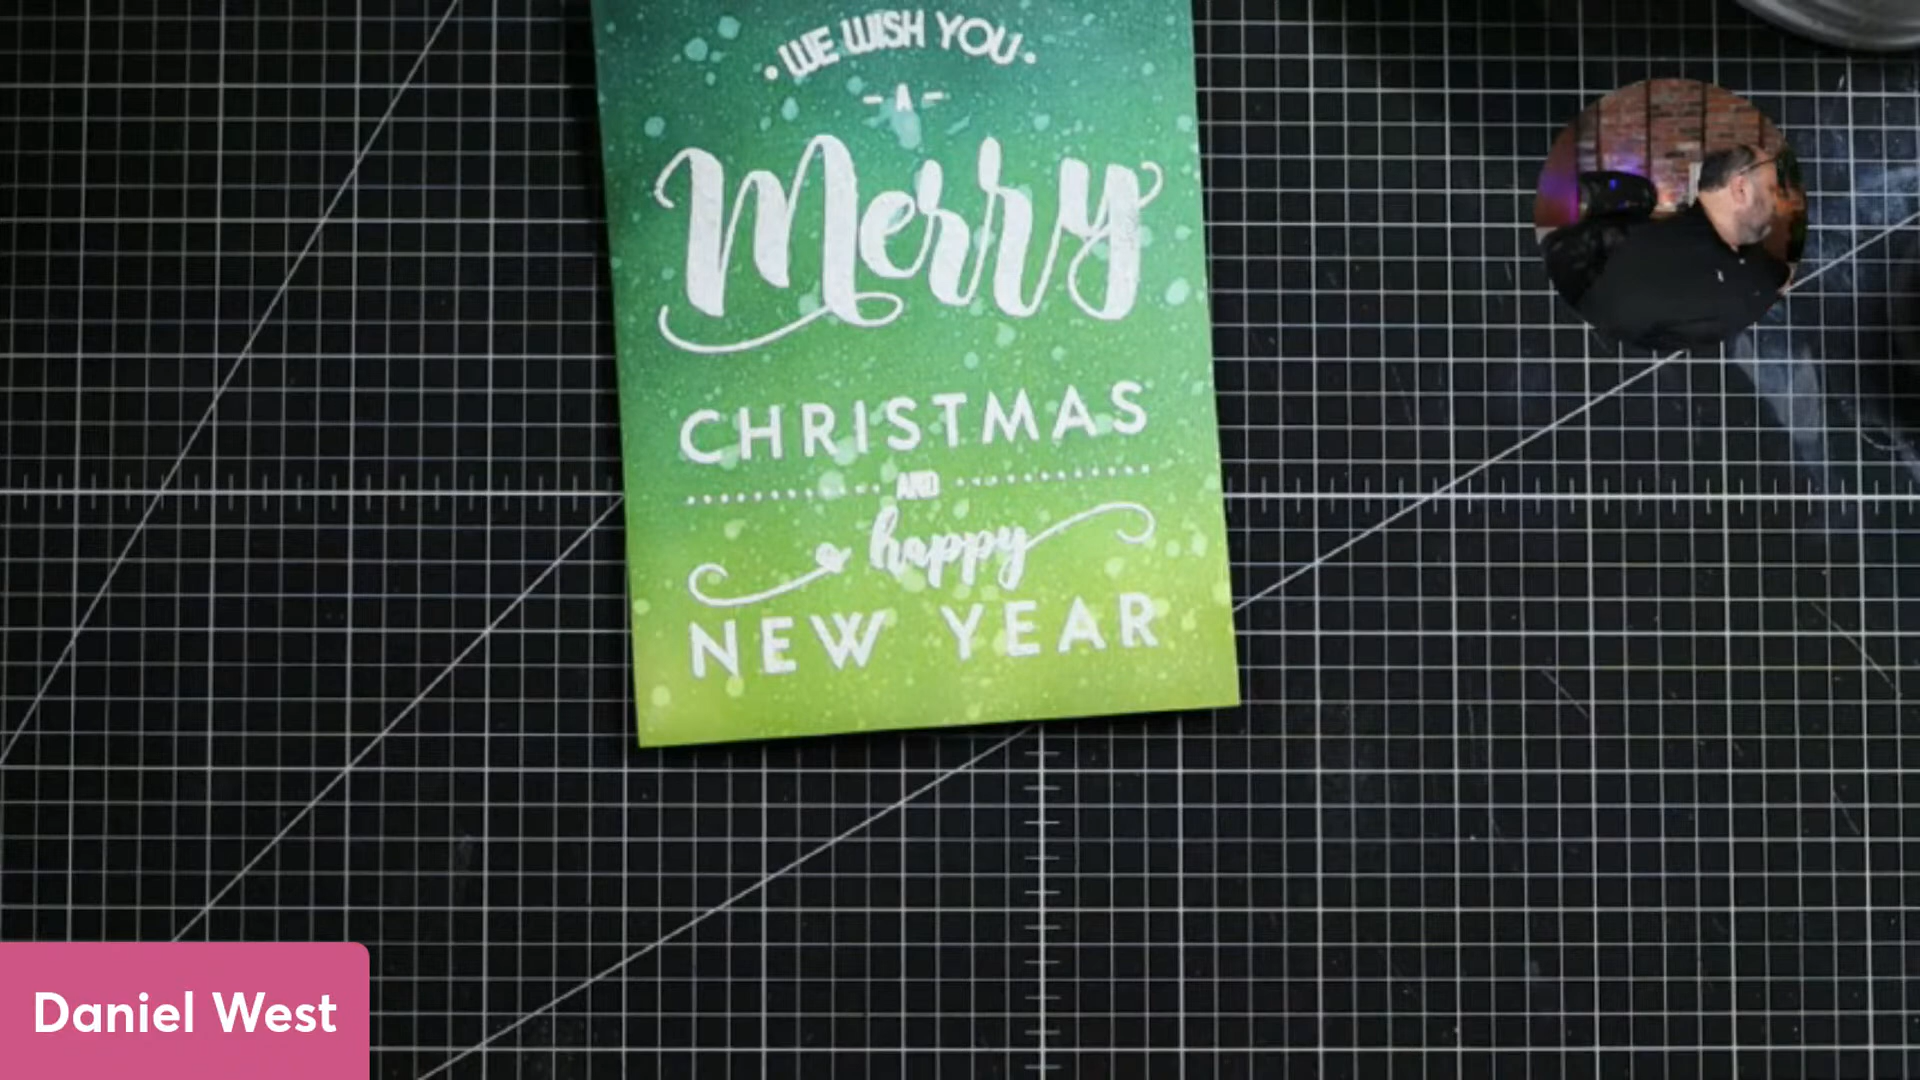 • WE WISH YOU •
- A -
Merry
CHRISTMAS
AND
happy
NEW YEAR
Daniel West